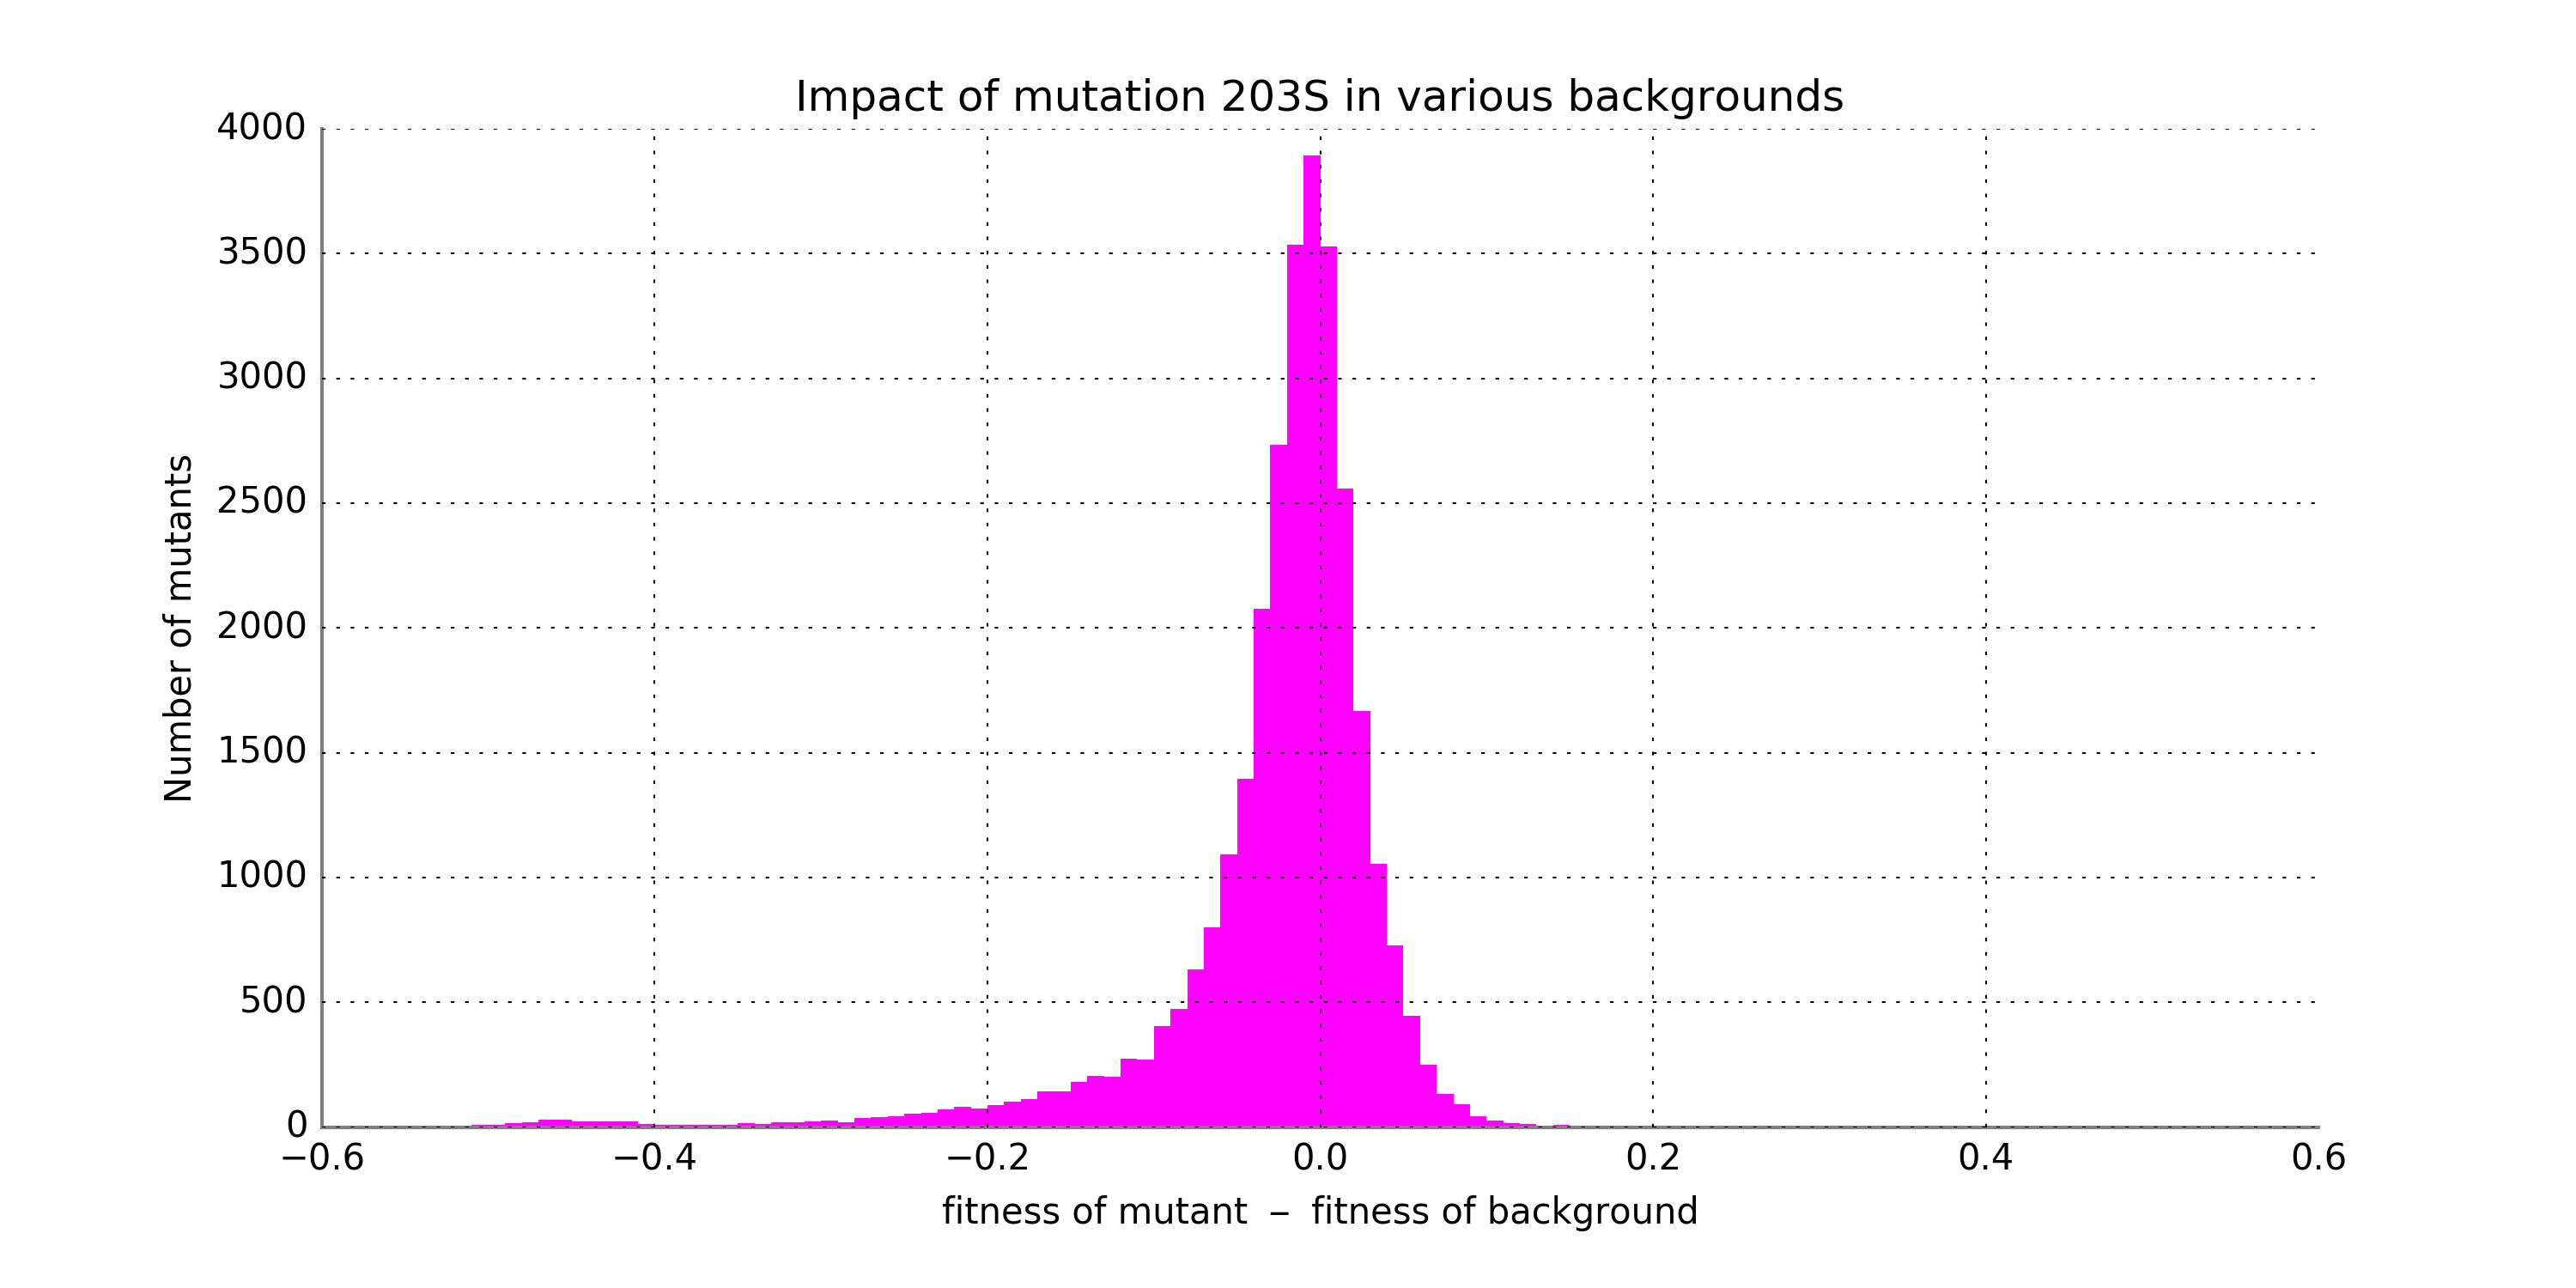 Impact of mutation 203S in various backgrounds
4000
3500
3000
2500
2000
1500
1000
500
0
Number of mutants
−0.6 −0.4 −0.2 0.0 0.2 0.4 0.6
fitness of mutant − fitness of background